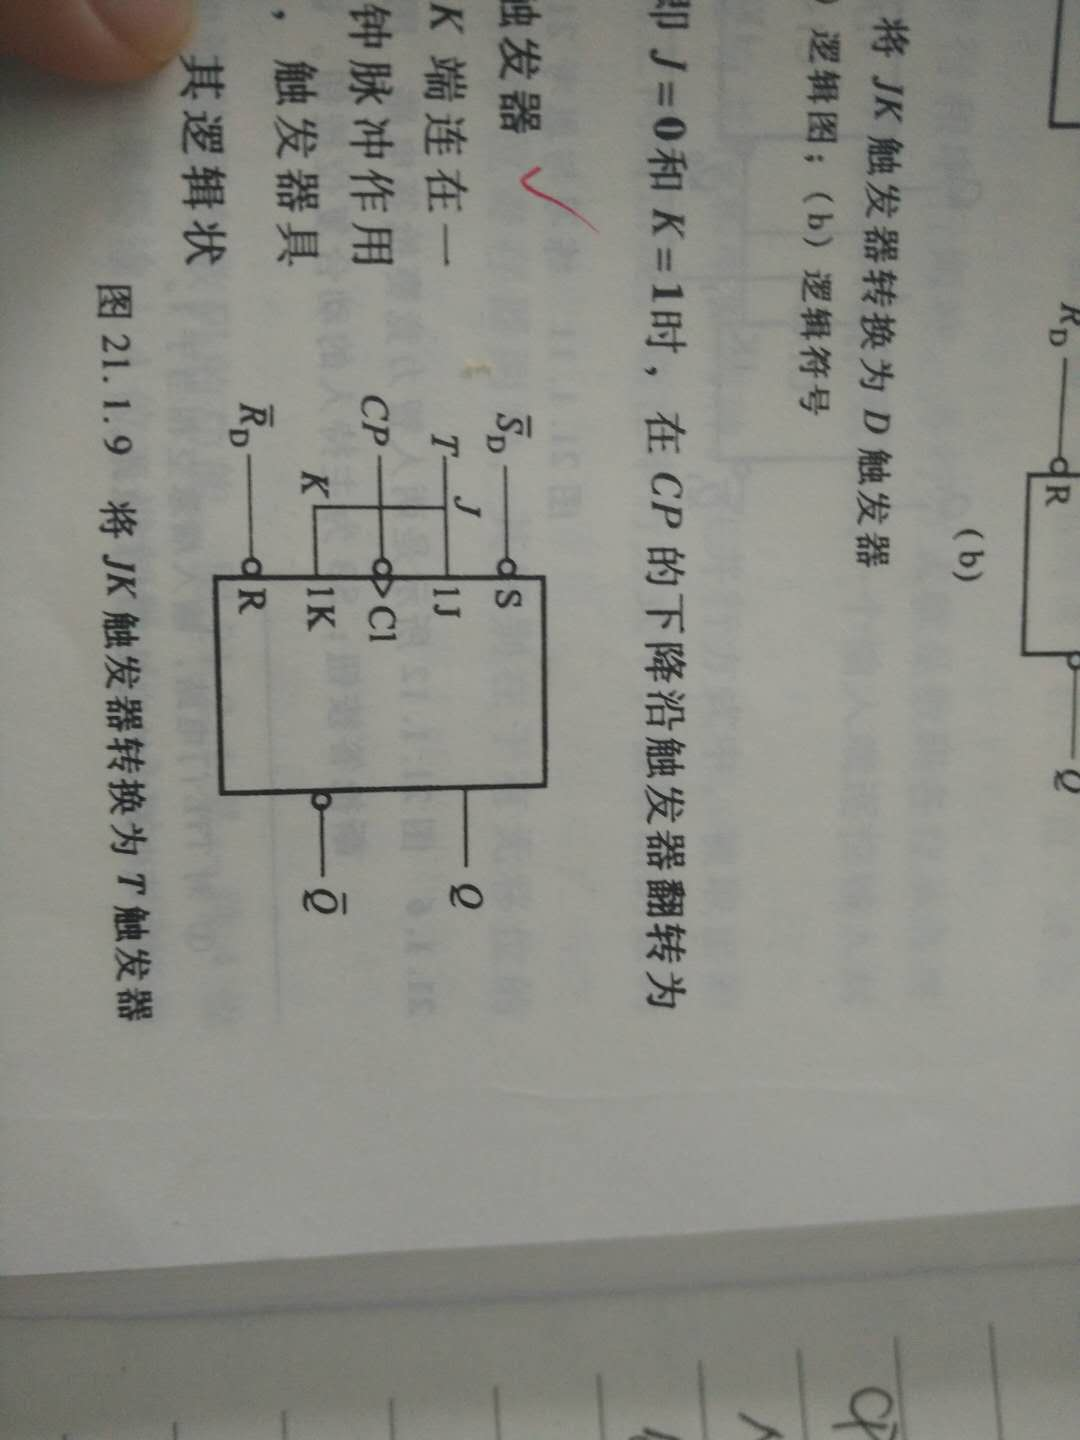 R̄D
R
Q̄
(b)
将 JK 触发器转换为 D 触发器
逻辑图；(b) 逻辑符号
即 J=0和 K=1时，在 CP 的下降沿触发器翻转为
触发器
K 端连在一
钟脉冲作用
，触发器具
其逻辑状
S̄D
S
T
J
1J
Q
CP
C1
K
1K
Q̄
R̄D
R
图 21.1.9 将 JK 触发器转换为 T 触发器
CP